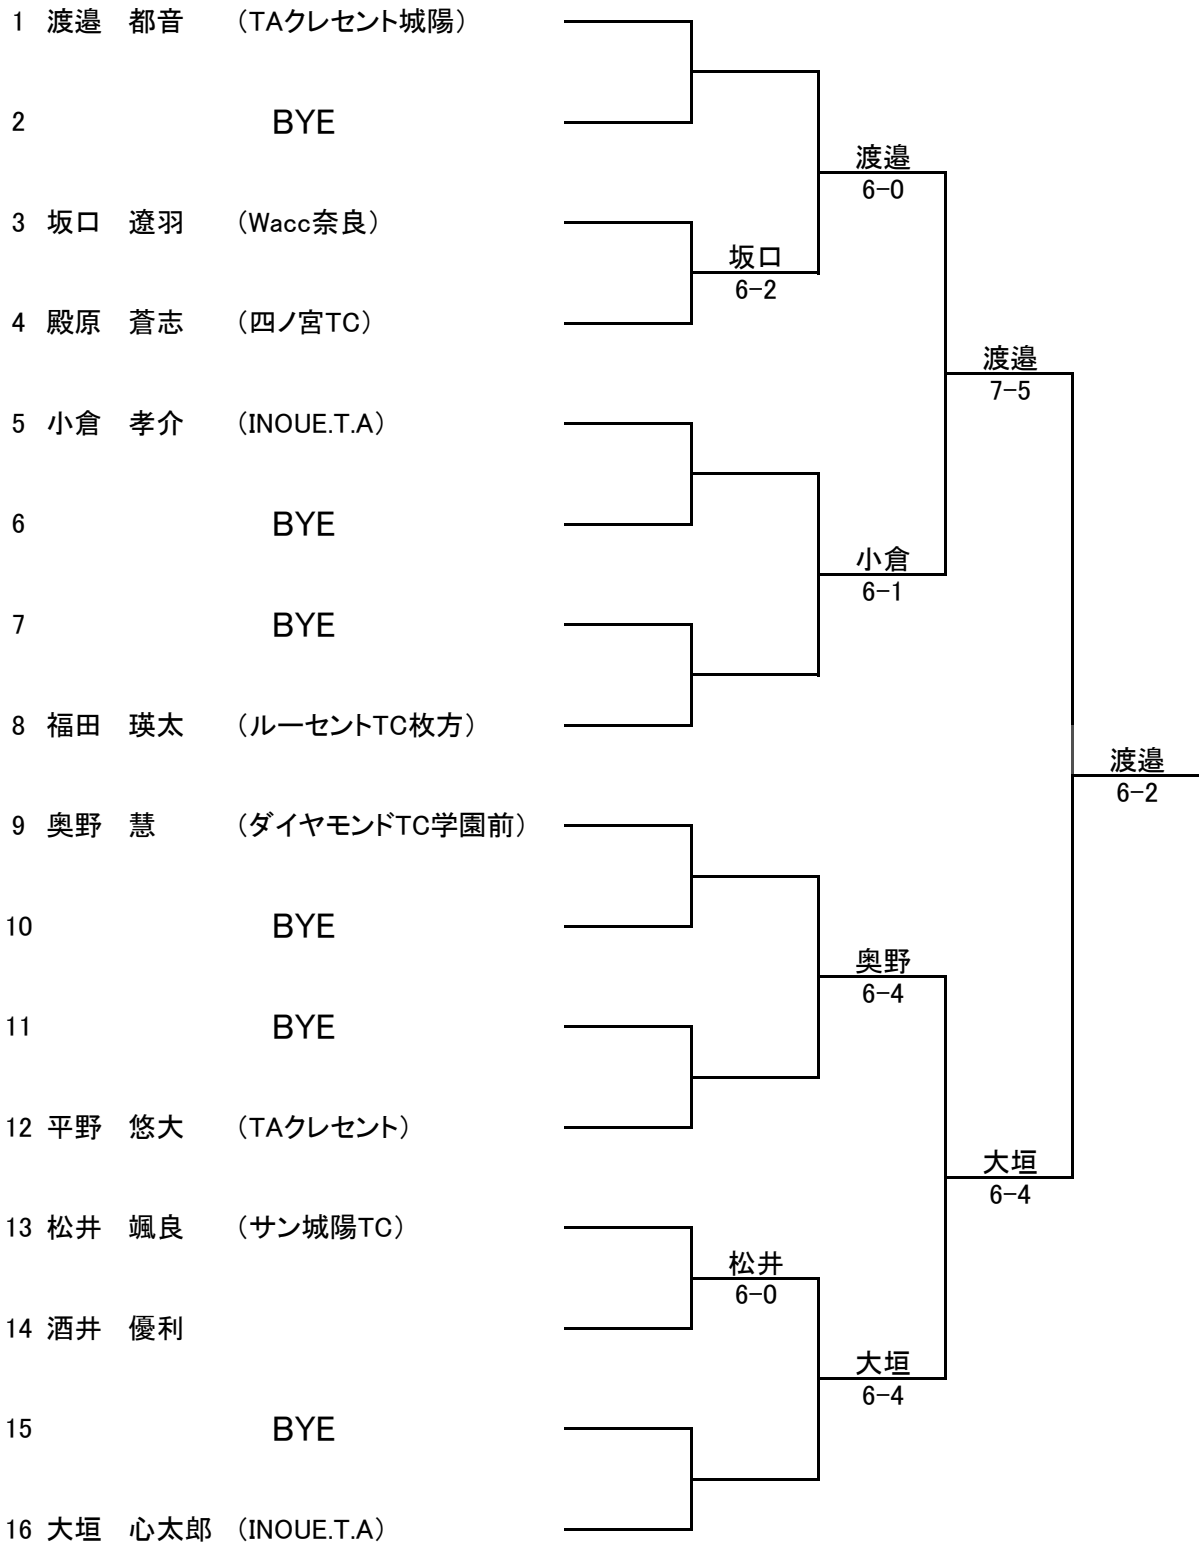 1 渡邉 都音 （TAクレセント城陽）
2 BYE
渡邉
6-0
3 坂口 遼羽 （Wacc奈良）
坂口
6-2
4 殿原 蒼志 （四ノ宮TC）
渡邉
7-5
5 小倉 孝介 （INOUE.T.A）
6 BYE
小倉
6-1
7 BYE
8 福田 瑛太 （ルーセントTC枚方）
渡邉
6-2
9 奥野 慧 （ダイヤモンドTC学園前）
10 BYE
奥野
6-4
11 BYE
12 平野 悠大 （TAクレセント）
大垣
6-4
13 松井 颯良 （サン城陽TC）
松井
6-0
14 酒井 優利
大垣
6-4
15 BYE
16 大垣 心太郎 （INOUE.T.A）